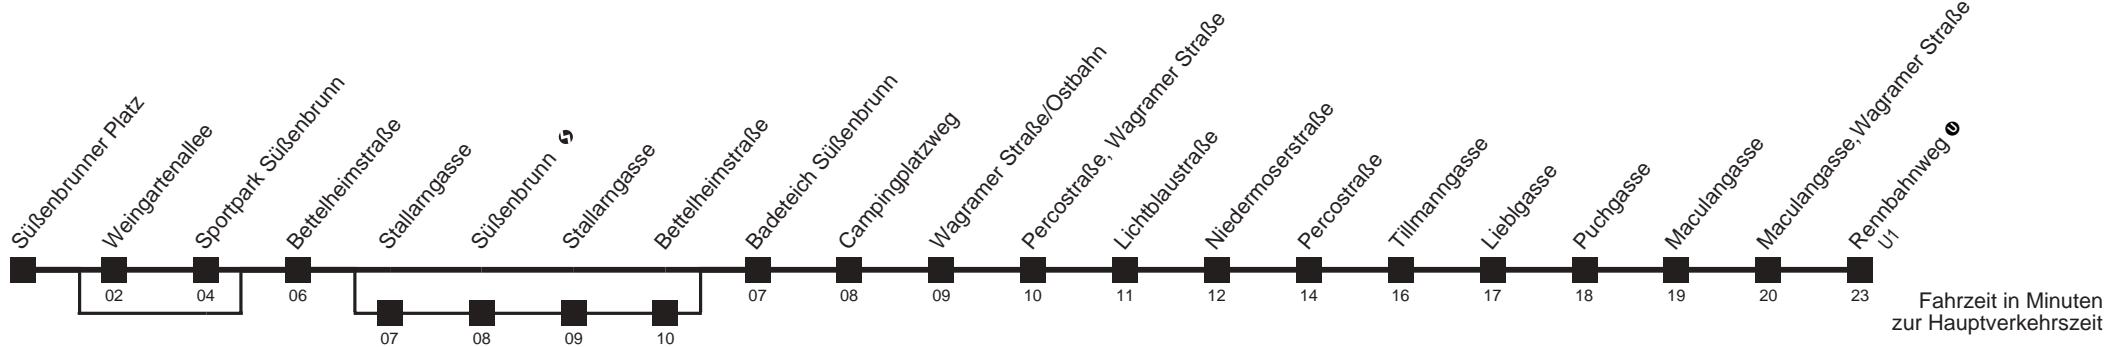 Süßenbrunner Platz
Weingartenallee
Sportpark Süßenbrunn
Bettelheimstraße
Stallarngasse
Süßenbrunn
Stallarngasse
Bettelheimstraße
Badeteich Süßenbrunn
Campingplatzweg
Wagramer Straße/Ostbahn
Percostraße, Wagramer Straße
Lichtblaustraße
Niedermoserstraße
Percostraße
Tillmanngasse
Lieblgasse
Puchgasse
Maculangasse
Maculangasse, Wagramer Straße
Rennbahnweg U
U1
02
04
06
07
08
09
10
11
12
14
16
17
18
19
20
23
07
08
09
10
Fahrzeit in Minuten
zur Hauptverkehrszeit